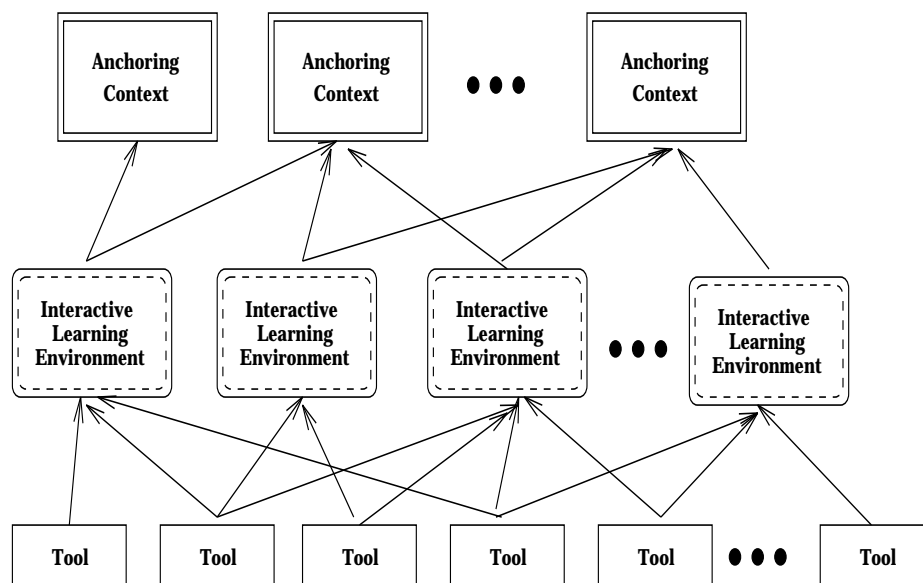 Anchoring
Context
Anchoring
Context
Anchoring
Context
Interactive
Learning
Environment
Interactive
Learning
Environment
Interactive
Learning
Environment
Interactive
Learning
Environment
Tool
Tool
Tool
Tool
Tool
Tool